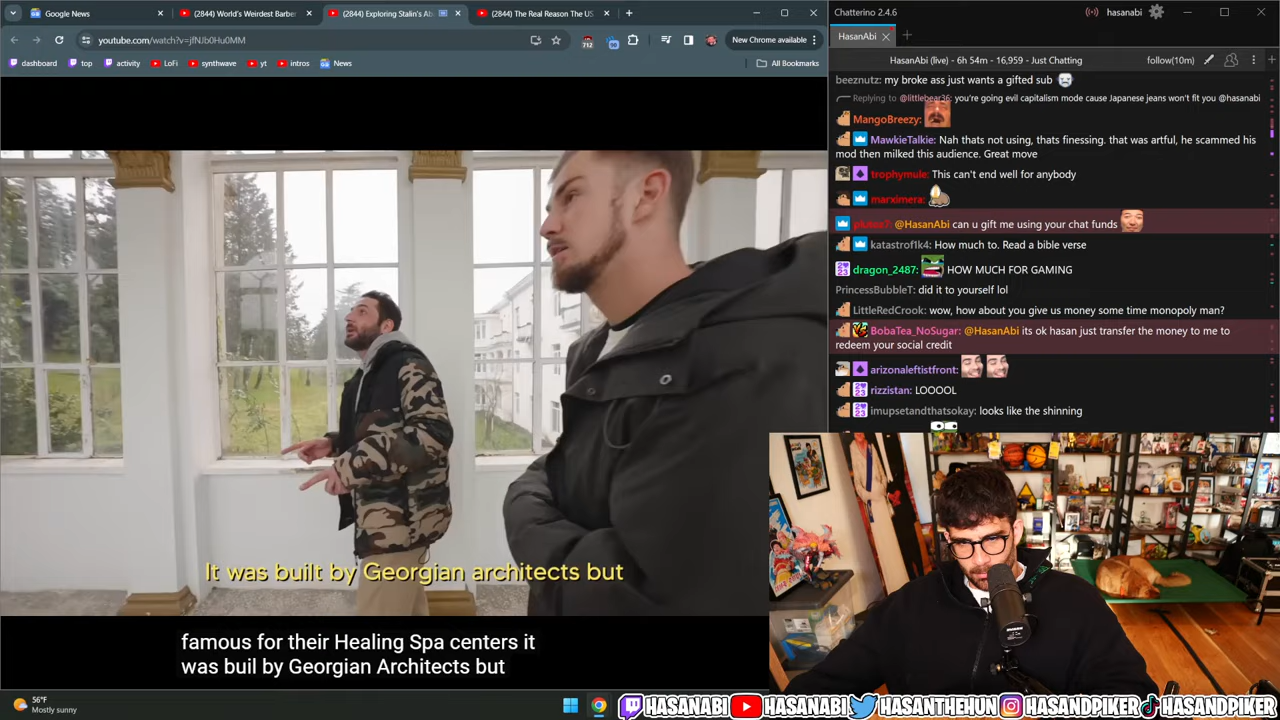 Google News
(2844) World's Weirdest Barbe
(2844) Exploring Stalin's Ab
(2844) The Real Reason The US
youtube.com/watch?v=jfNJb0Hu0MM
712
98
New Chrome available
dashboard
top
activity
LoFi
synthwave
yt
intros
News
All Bookmarks
It was built by Georgian architects but
famous for their Healing Spa centers it
was buil by Georgian Architects but
56°F
Mostly sunny
Chatterino 2.4.6
hasanabi
HasanAbi
HasanAbi (live) - 6h 54m - 16,959 - Just Chatting
follow(10m)
beeznutz: my broke ass just wants a gifted sub
Replying to @littlebear36: you're going evil capitalism mode cause Japanese jeans won't fit you @hasanabi
MangoBreezy:
MawkieTalkie: Nah thats not using, thats finessing. that was artful, he scammed his
mod then milked this audience. Great move
trophymule: This can't end well for anybody
marximera:
@HasanAbi can u gift me using your chat funds
katastrof1k4: How much to. Read a bible verse
dragon_2487: HOW MUCH FOR GAMING
PrincessBubbleT: did it to yourself lol
LittleRedCrook: wow, how about you give us money some time monopoly man?
BobaTea_NoSugar: @HasanAbi its ok hasan just transfer the money to me to
redeem your social credit
arizonaleftistfront:
rizzistan: LOOOOL
imupsetandthatsokay: looks like the shinning
HASANABI
HASANABI
HASANTHEHUN
HASANDPIKER
HASANDPIKER